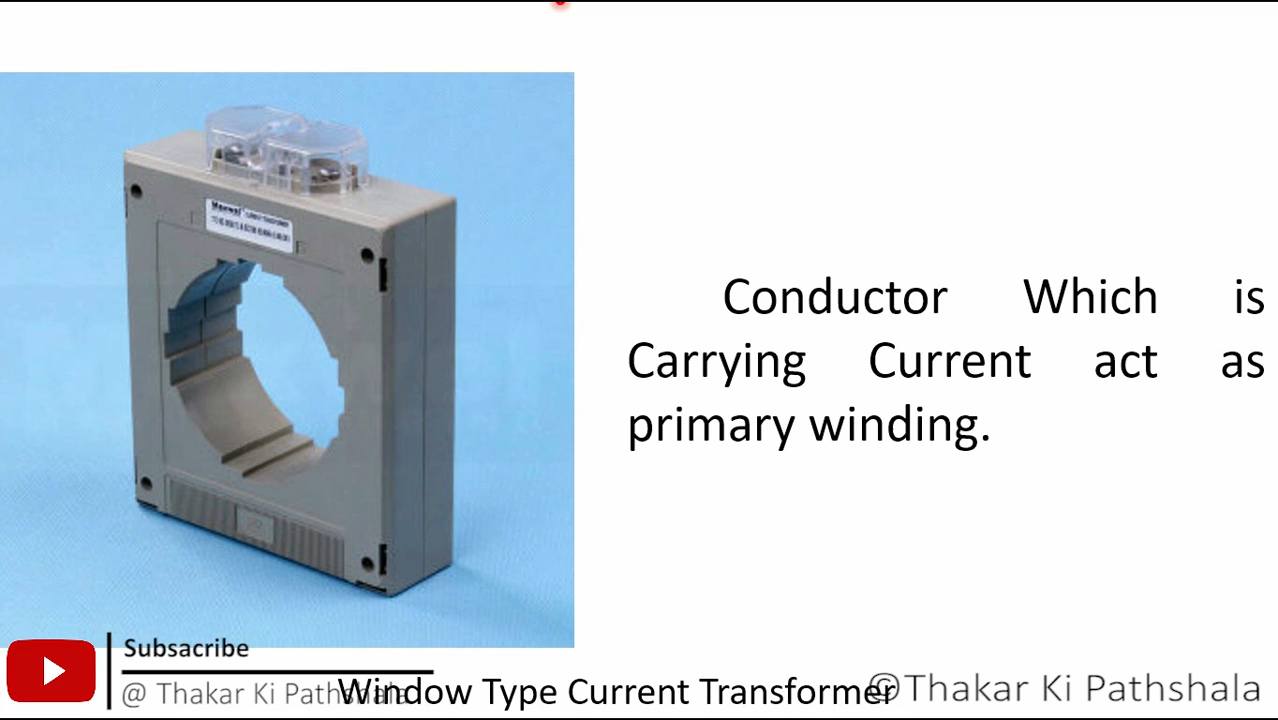 Conductor Which is
Carrying Current act as
primary winding.
Subsacribe
@ Thakar Ki Pathshala
Window Type Current Transformer
©Thakar Ki Pathshala